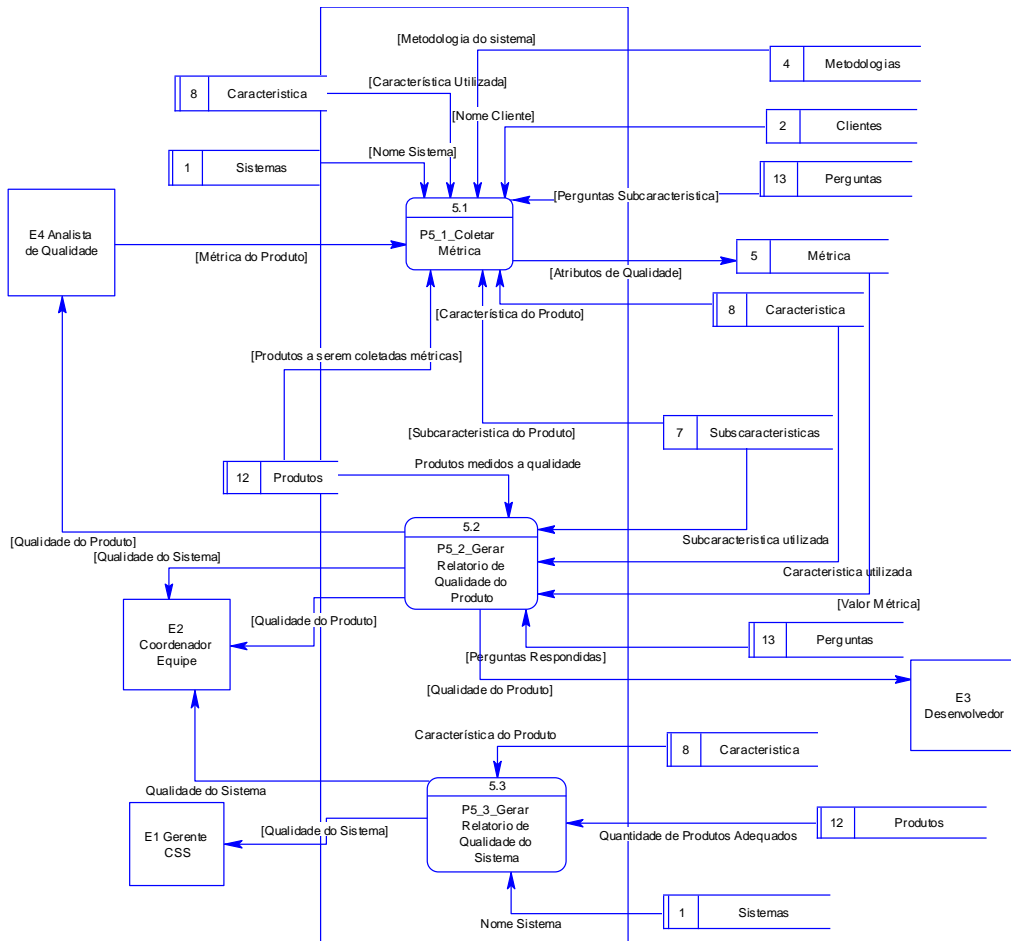 [Metodologia do sistema]
4 Metodologias
8 Caracteristica
[Característica Utilizada]
[Nome Cliente]
2 Clientes
1 Sistemas
[Nome Sistema]
13 Perguntas
[Perguntas Subcaracteristica]
5.1
P5_1_Coletar
Métrica
E4 Analista
de Qualidade
[Métrica do Produto]
[Atributos de Qualidade]
5 Métrica
[Característica do Produto]
8 Caracteristica
[Produtos a serem coletadas métricas]
[Subcaracteristica do Produto]
7 Subscaracteristicas
12 Produtos
Produtos medidos a qualidade
5.2
P5_2_Gerar
Relatorio de
Qualidade do
Produto
[Qualidade do Produto]
Subcaracteristica utilizada
[Qualidade do Sistema]
Caracteristica utilizada
[Valor Métrica]
E2
Coordenador
Equipe
[Qualidade do Produto]
13 Perguntas
[Perguntas Respondidas]
[Qualidade do Produto]
E3
Desenvolvedor
Característica do Produto
8 Caracteristica
5.3
P5_3_Gerar
Relatorio de
Qualidade do
Sistema
Qualidade do Sistema
E1 Gerente
CSS
[Qualidade do Sistema]
Quantidade de Produtos Adequados
12 Produtos
Nome Sistema
1 Sistemas